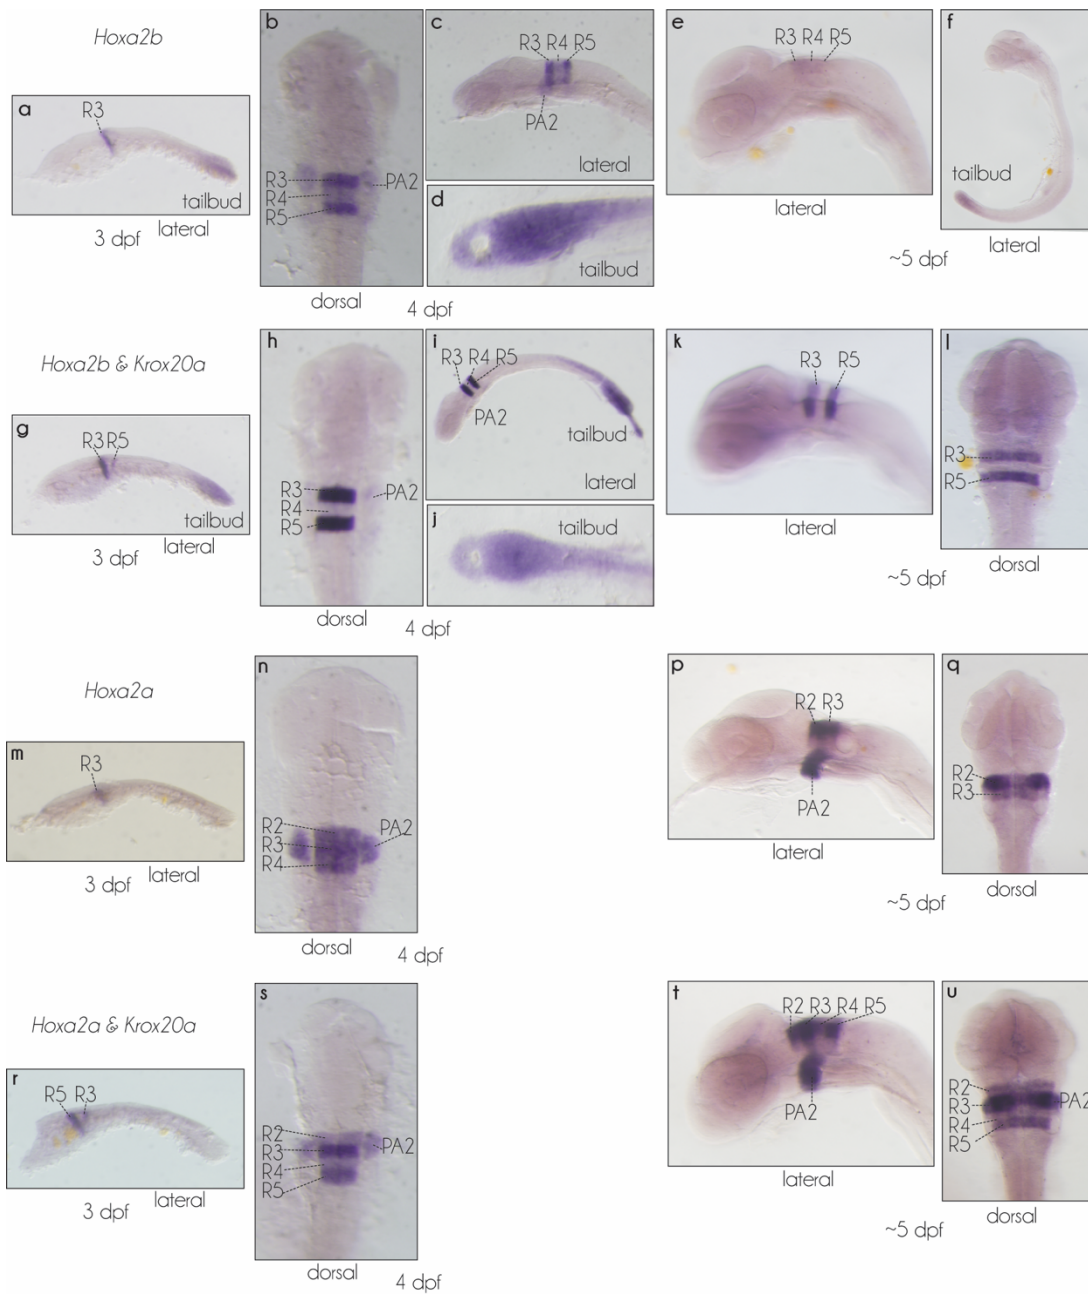 Hoxa2b
a
R3
tailbud
3 dpf
lateral
b
R3
R4
R5
PA2
dorsal
c
R3 R4 R5
PA2
lateral
d
tailbud
4 dpf
e
R3 R4 R5
lateral
f
tailbud
lateral
~5 dpf
Hoxa2b & Krox20a
g
R3 R5
tailbud
3 dpf
lateral
h
R3
R4
R5
PA2
dorsal
i
R3 R4 R5
PA2
tailbud
lateral
j
tailbud
4 dpf
k
R3 R5
lateral
l
R3
R5
dorsal
~5 dpf
Hoxa2a
m
R3
3 dpf
lateral
n
R2
R3
R4
PA2
dorsal
4 dpf
p
R2 R3
PA2
lateral
q
R2
R3
dorsal
~5 dpf
Hoxa2a & Krox20a
r
R5 R3
3 dpf
lateral
s
R2
R3
R4
R5
PA2
dorsal
4 dpf
t
R2 R3 R4 R5
PA2
lateral
u
R2
R3
R4
R5
PA2
dorsal
~5 dpf